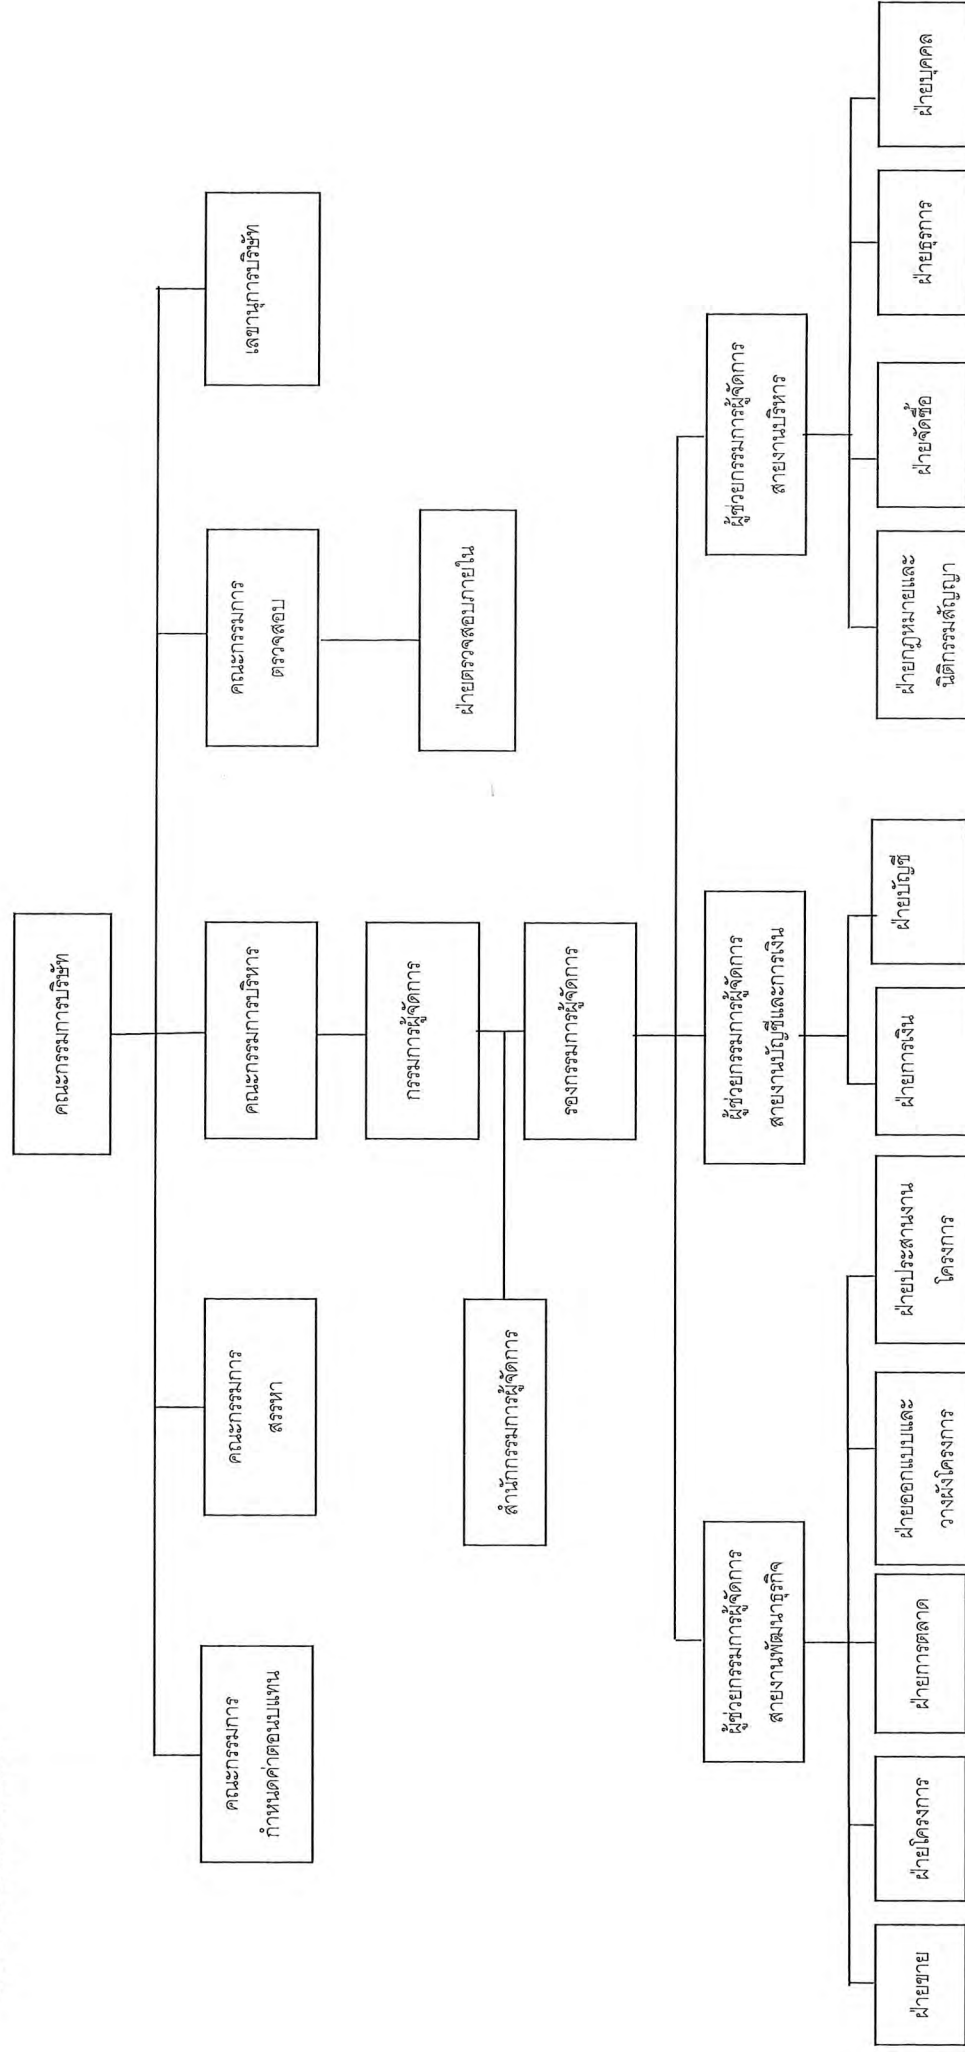 คณะกรรมการบริษัท
คณะกรรมการ
กำหนดค่าตอบแทน
คณะกรรมการ
สรรหา
คณะกรรมการบริหาร
คณะกรรมการ
ตรวจสอบ
เลขานุการบริษัท
กรรมการผู้จัดการ
ฝ่ายตรวจสอบภายใน
สำนักกรรมการผู้จัดการ
รองกรรมการผู้จัดการ
ผู้ช่วยกรรมการผู้จัดการ
สายงานพัฒนาธุรกิจ
ผู้ช่วยกรรมการผู้จัดการ
สายงานบัญชีและการเงิน
ผู้ช่วยกรรมการผู้จัดการ
สายงานบริหาร
ฝ่ายขาย
ฝ่ายโครงการ
ฝ่ายการตลาด
ฝ่ายออกแบบและ
วางผังโครงการ
ฝ่ายประสานงาน
โครงการ
ฝ่ายการเงิน
ฝ่ายบัญชี
ฝ่ายกฎหมายและ
นิติกรรมสัญญา
ฝ่ายจัดซื้อ
ฝ่ายธุรการ
ฝ่ายบุคคล